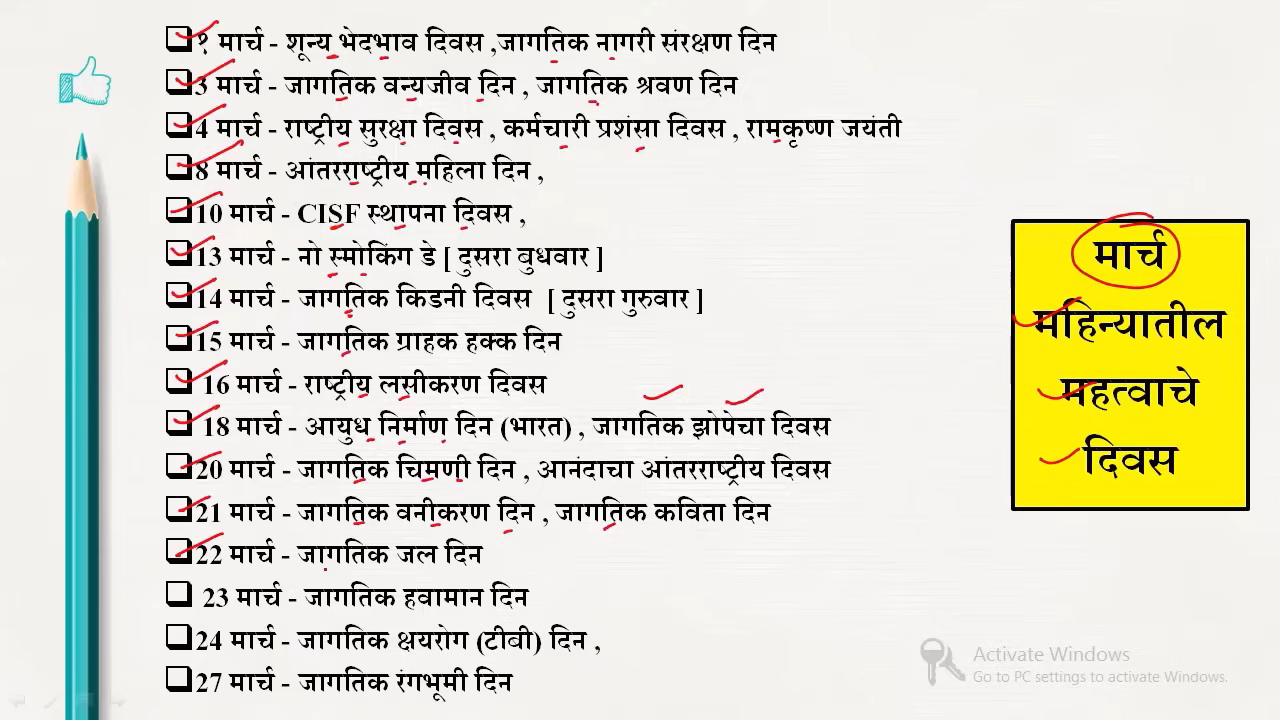 १ मार्च - शून्य भेदभाव दिवस ,जागतिक नागरी संरक्षण दिन
3 मार्च - जागतिक वन्यजीव दिन , जागतिक श्रवण दिन
4 मार्च - राष्ट्रीय सुरक्षा दिवस , कर्मचारी प्रशंसा दिवस , रामकृष्ण जयंती
8 मार्च - आंतरराष्ट्रीय महिला दिन ,
10 मार्च - CISF स्थापना दिवस ,
13 मार्च - नो स्मोकिंग डे [ दुसरा बुधवार ]
14 मार्च - जागतिक किडनी दिवस [ दुसरा गुरुवार ]
15 मार्च - जागतिक ग्राहक हक्क दिन
16 मार्च - राष्ट्रीय लसीकरण दिवस
18 मार्च - आयुध निर्माण दिन (भारत) , जागतिक झोपेचा दिवस
20 मार्च - जागतिक चिमणी दिन , आनंदाचा आंतरराष्ट्रीय दिवस
21 मार्च - जागतिक वनीकरण दिन , जागतिक कविता दिन
22 मार्च - जागतिक जल दिन
23 मार्च - जागतिक हवामान दिन
24 मार्च - जागतिक क्षयरोग (टीबी) दिन ,
27 मार्च - जागतिक रंगभूमी दिन
मार्च
महिन्यातील
महत्वाचे
दिवस
Activate Windows
Go to PC settings to activate Windows.